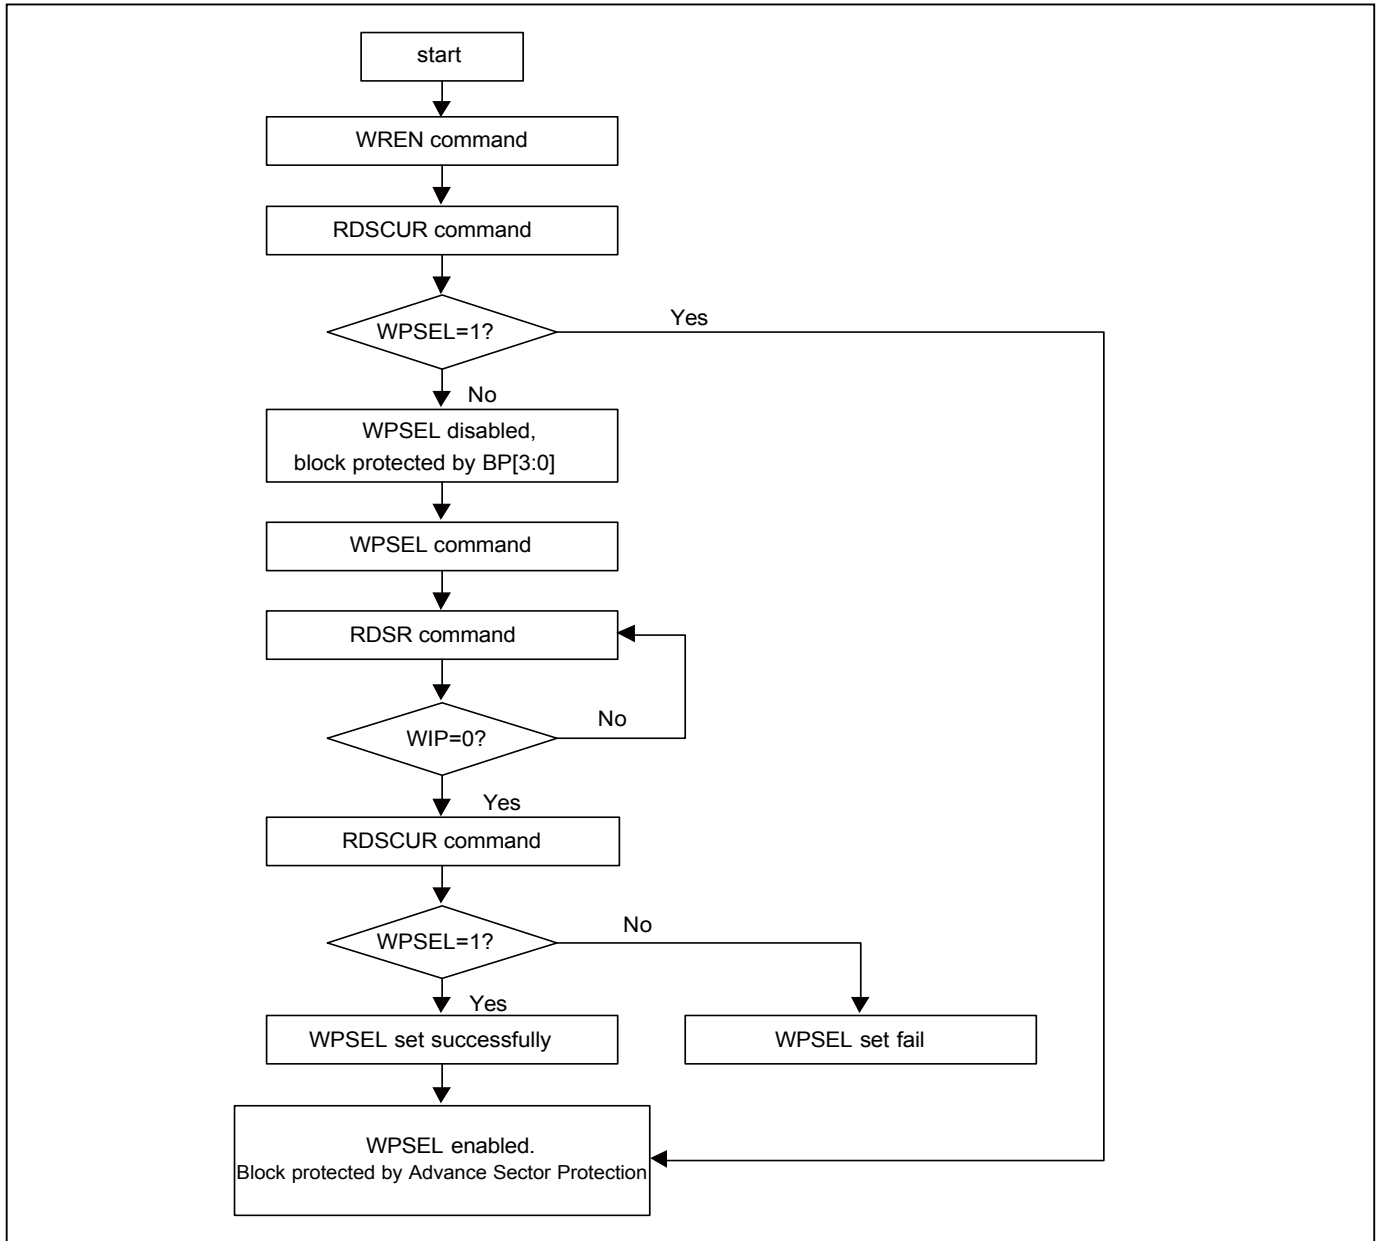 start
WREN command
RDSCUR command
WPSEL=1?
Yes
No
WPSEL disabled,
block protected by BP[3:0]
WPSEL command
RDSR command
WIP=0?
No
Yes
RDSCUR command
WPSEL=1?
No
Yes
WPSEL set successfully
WPSEL set fail
WPSEL enabled.
Block protected by Advance Sector Protection